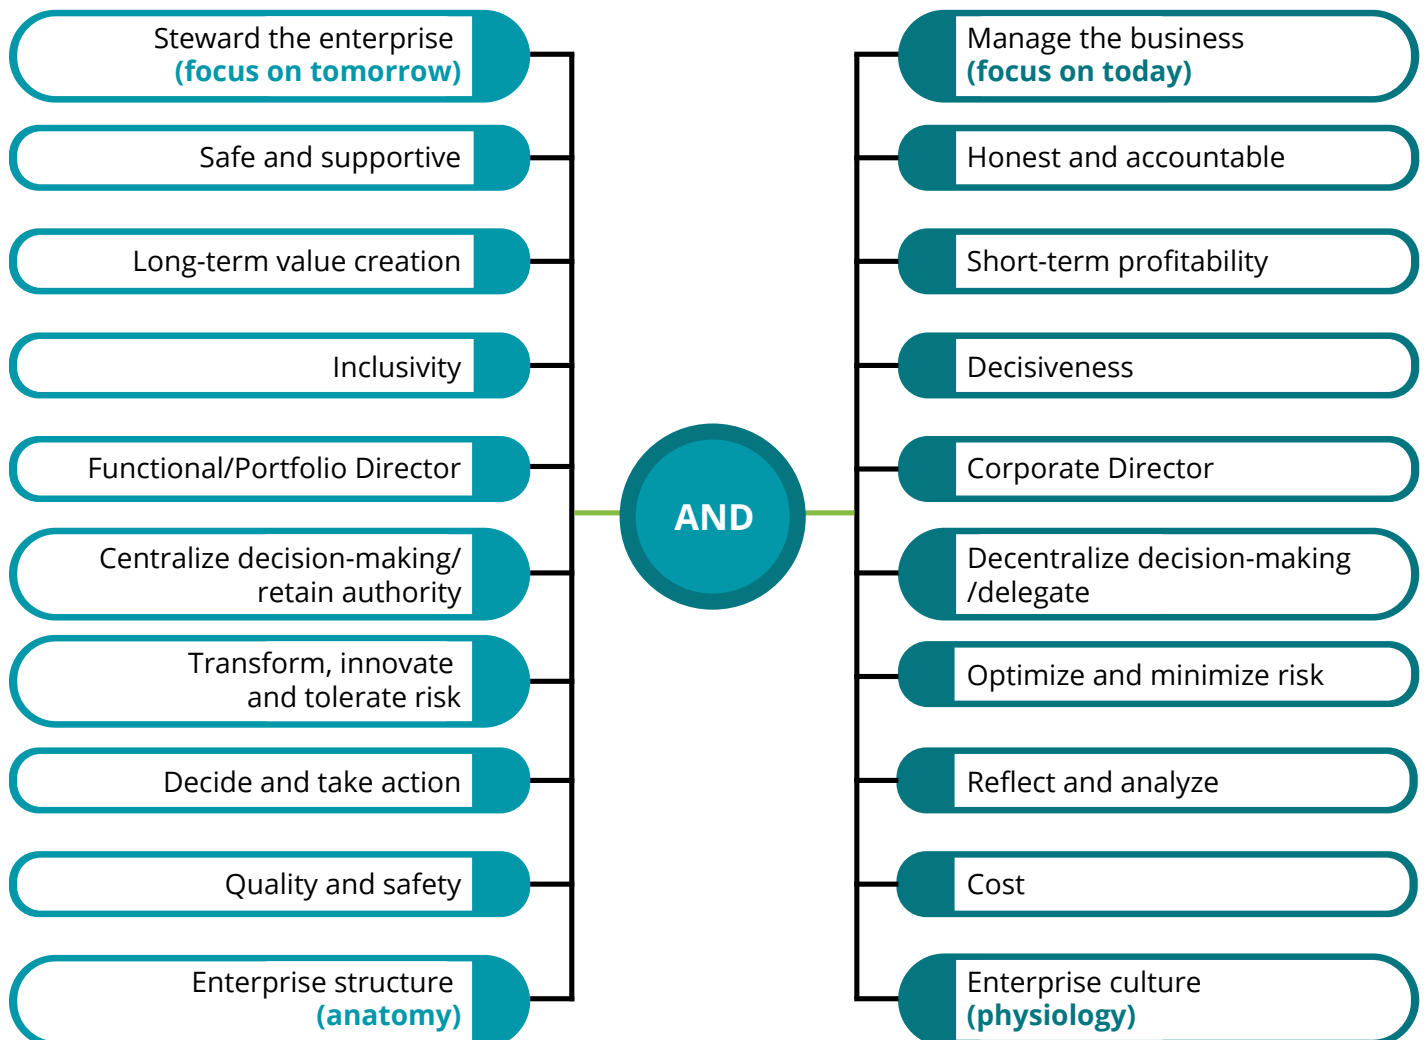 Steward the enterprise
(focus on tomorrow)
Safe and supportive
Long-term value creation
Inclusivity
Functional/Portfolio Director
Centralize decision-making/
retain authority
Transform, innovate
and tolerate risk
Decide and take action
Quality and safety
Enterprise structure
(anatomy)
AND
Manage the business
(focus on today)
Honest and accountable
Short-term profitability
Decisiveness
Corporate Director
Decentralize decision-making
/delegate
Optimize and minimize risk
Reflect and analyze
Cost
Enterprise culture
(physiology)